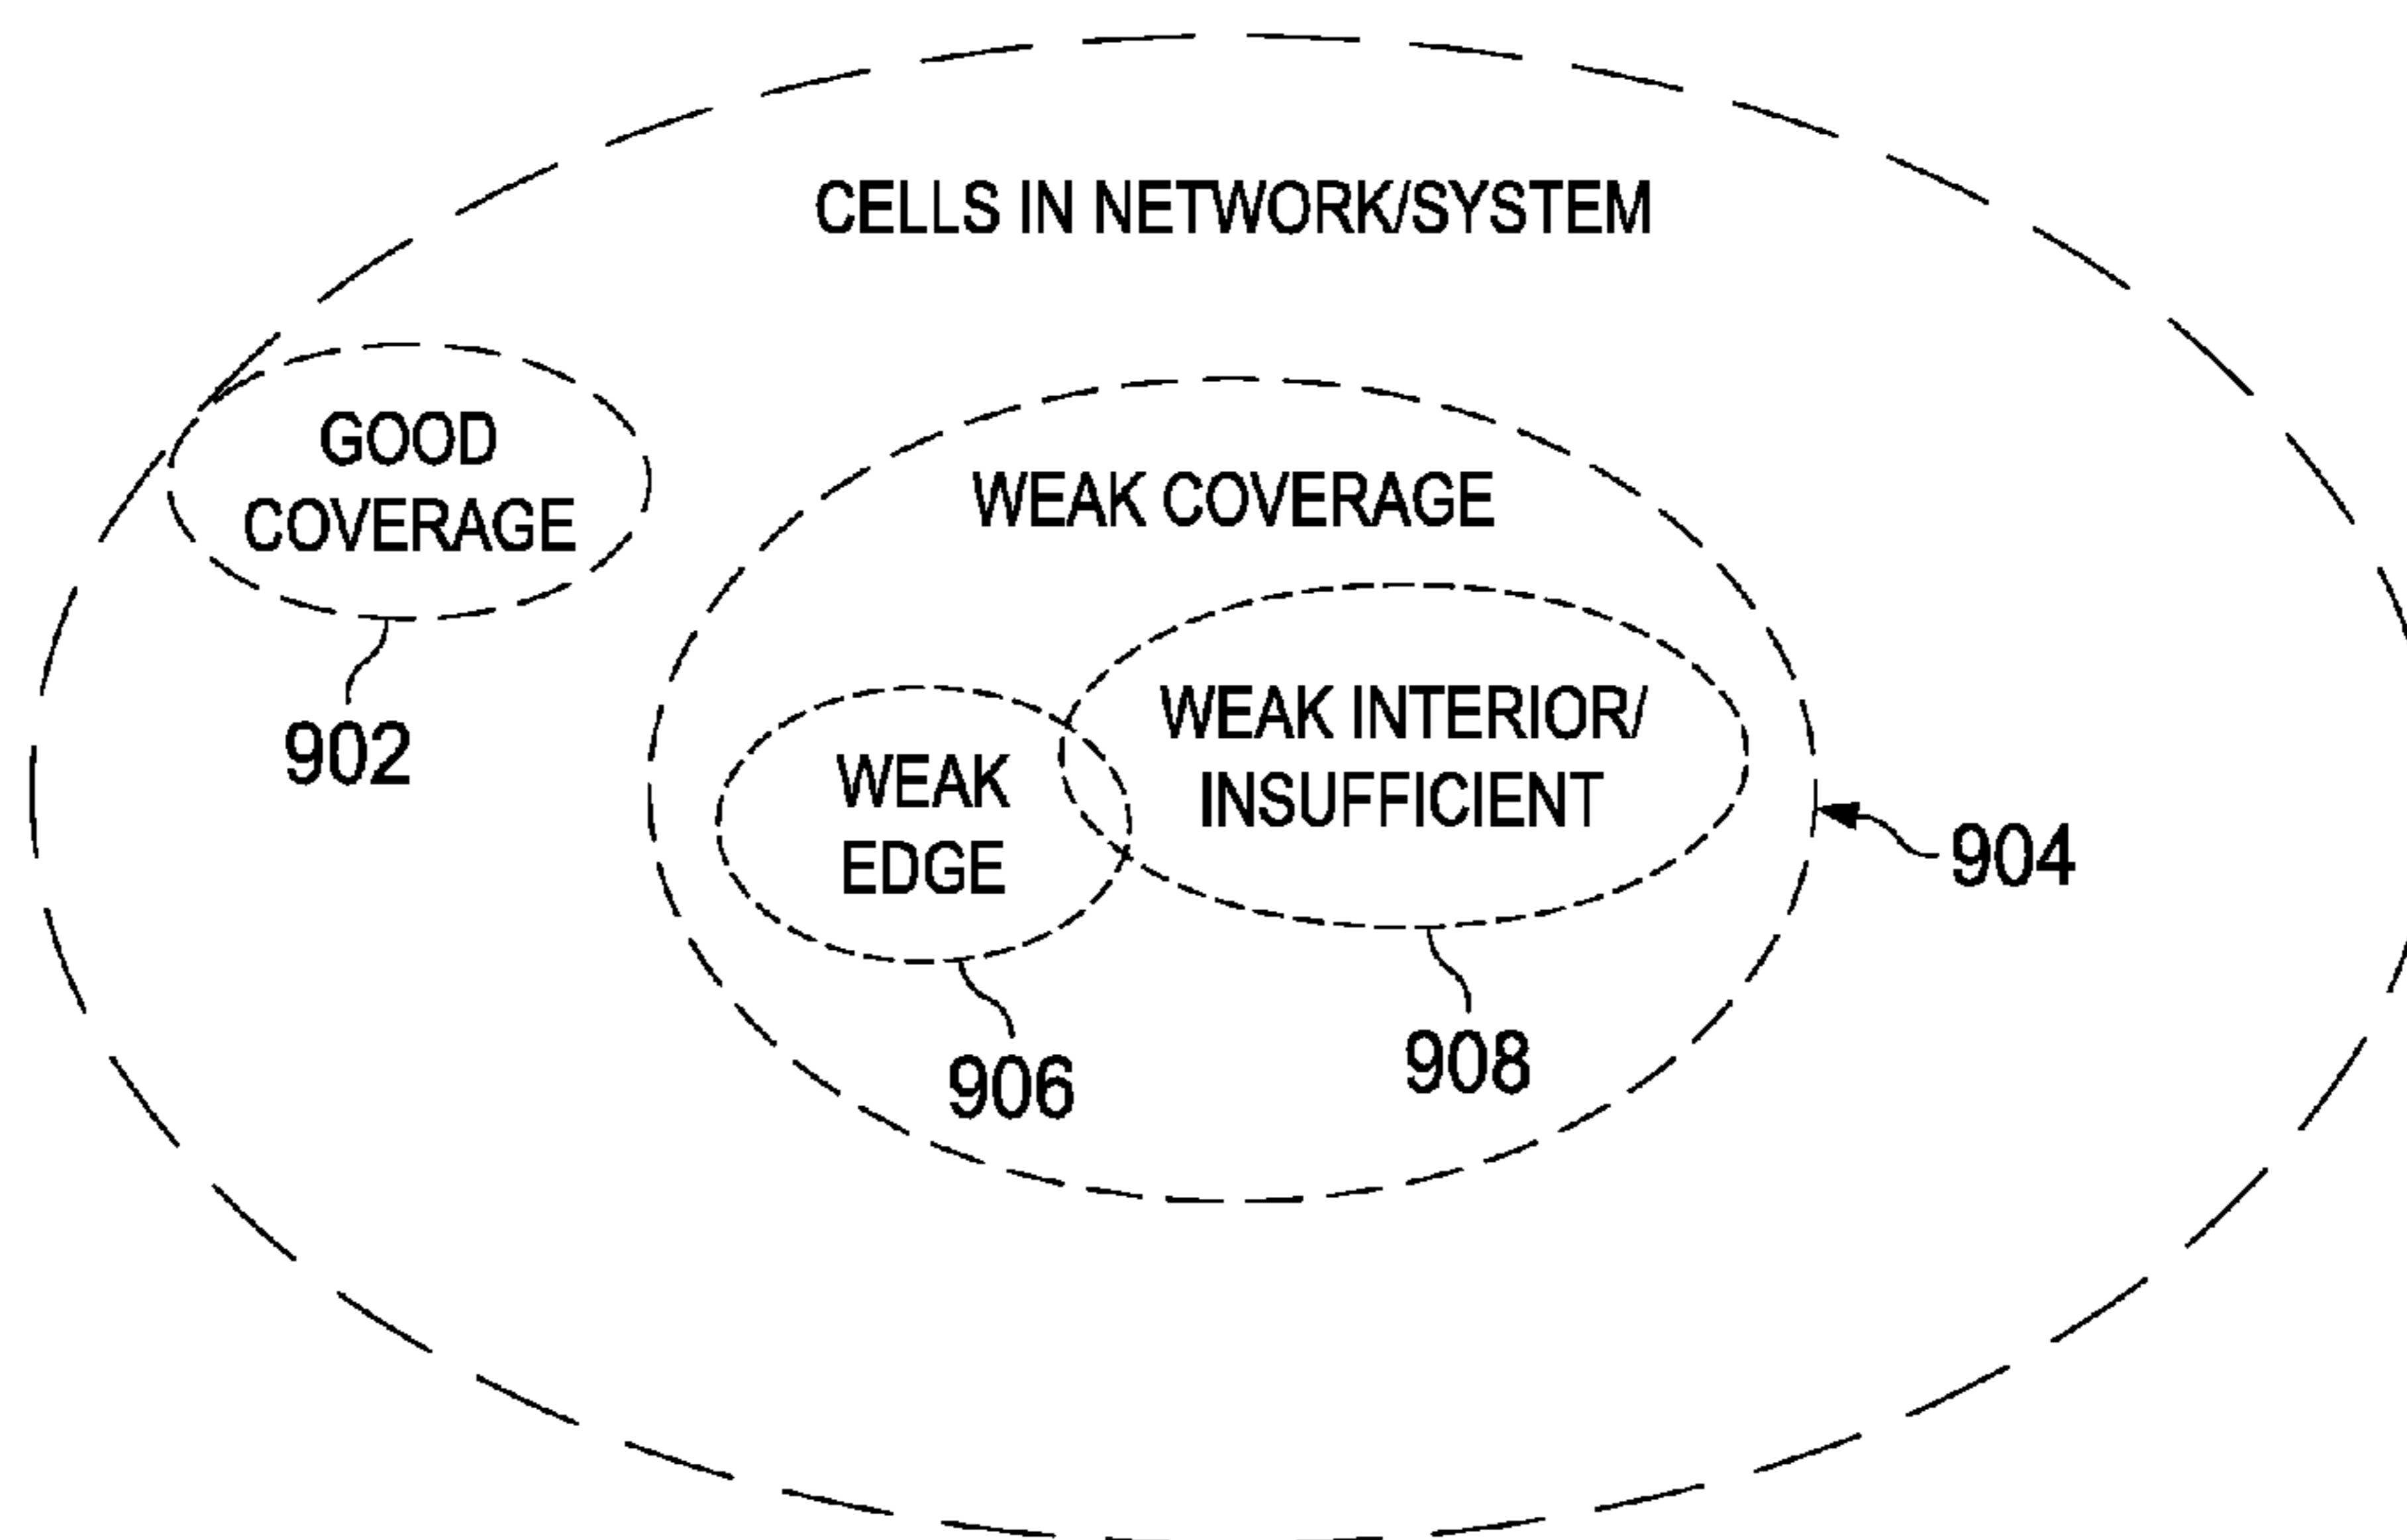 CELLS IN NETWORK/SYSTEM
GOOD
COVERAGE
902
WEAK COVERAGE
WEAK INTERIOR/
INSUFFICIENT
WEAK
EDGE
904
906
908